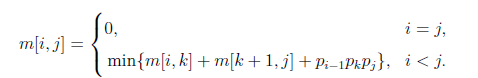 m[i, j] = { 0, i = j,
min{m[i, k] + m[k + 1, j] + p_{i−1}p_kp_j}, i < j.